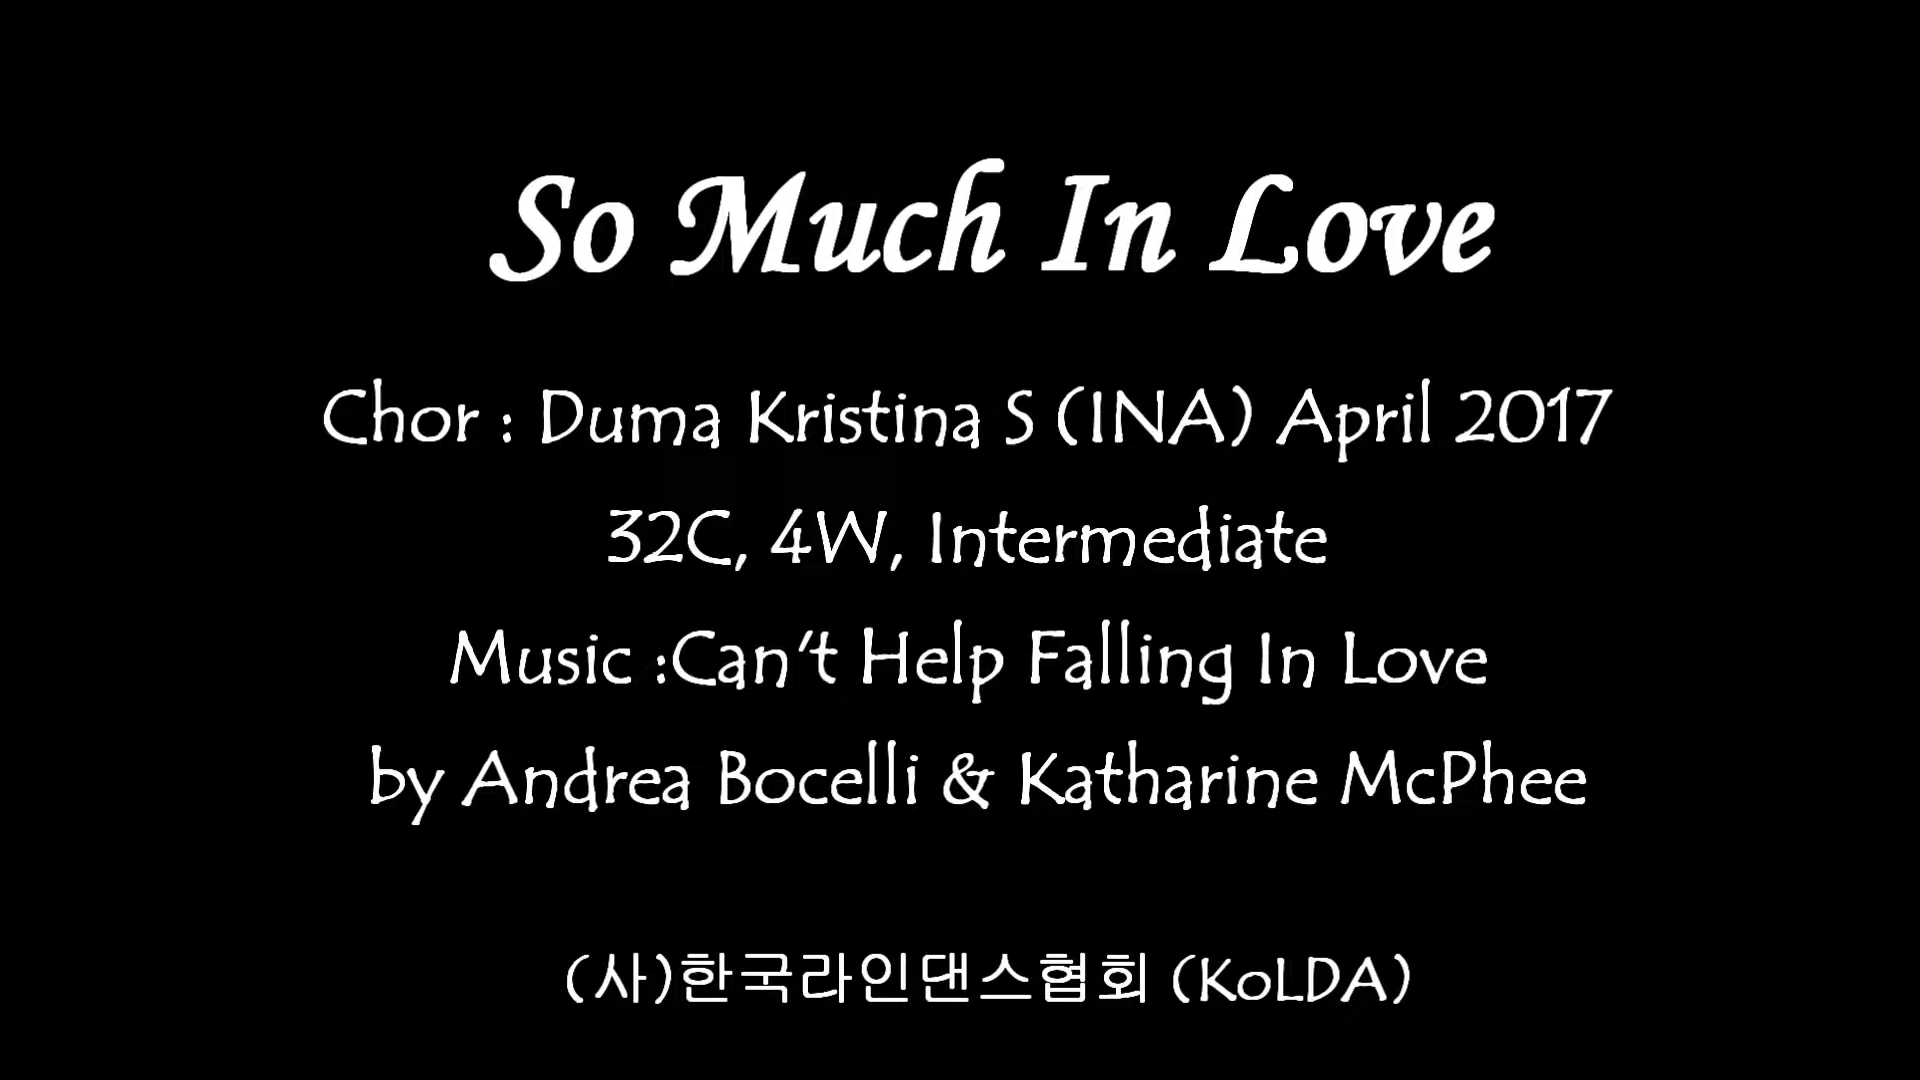 So Much In Love
Chor : Duma Kristina S (INA) April 2017
32C, 4W, Intermediate
Music :Can't Help Falling In Love
by Andrea Bocelli & Katharine McPhee
(사)한국라인댄스협회 (KoLDA)